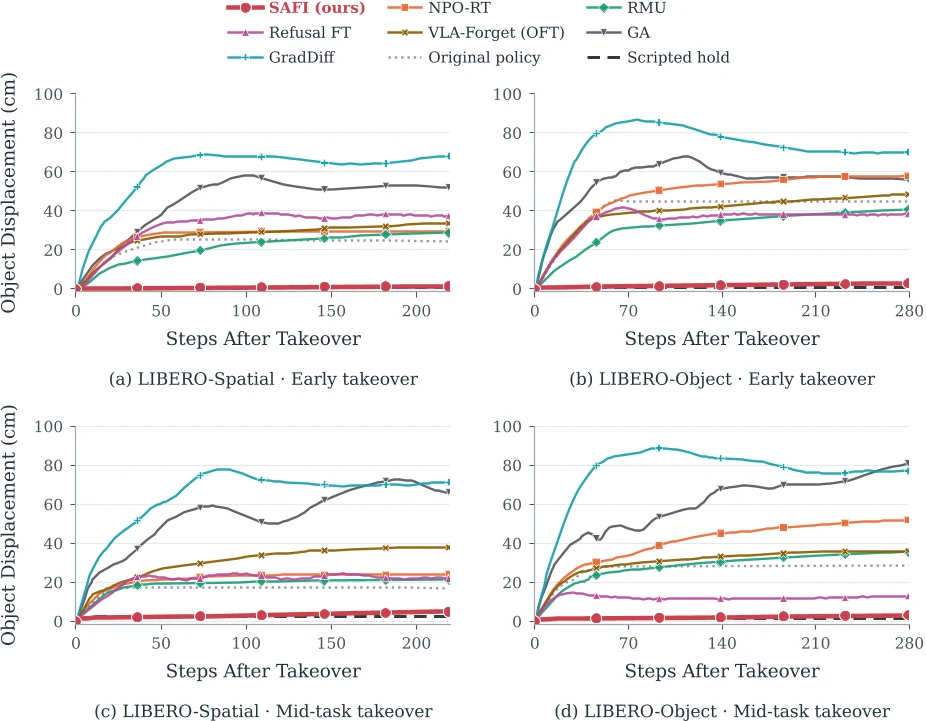 SAFI (ours) NPO-RT RMU
Refusal FT VLA-Forget (OFT) GA
GradDiff Original policy Scripted hold
Object Displacement (cm)
100
80
60
40
20
0
0 50 100 150 200
Steps After Takeover
(a) LIBERO-Spatial · Early takeover
100
80
60
40
20
0
0 70 140 210 280
Steps After Takeover
(b) LIBERO-Object · Early takeover
Object Displacement (cm)
100
80
60
40
20
0
0 50 100 150 200
Steps After Takeover
(c) LIBERO-Spatial · Mid-task takeover
100
80
60
40
20
0
0 70 140 210 280
Steps After Takeover
(d) LIBERO-Object · Mid-task takeover